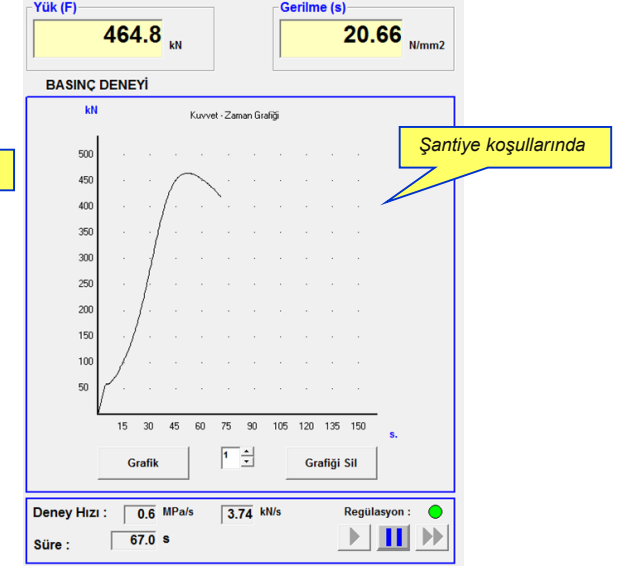 Yük (F)
464.8 kN
Gerilme (s)
20.66 N/mm2
BASINÇ DENEYİ
kN
Kuvvet - Zaman Grafiği
Şantiye koşullarında
500
450
400
350
300
250
200
150
100
50
15 30 45 60 75 90 105 120 135 150
s.
Grafik
1
Grafiği Sil
Deney Hızı : 0.6 MPa/s 3.74 kN/s
Regülasyon :
Süre : 67.0 s